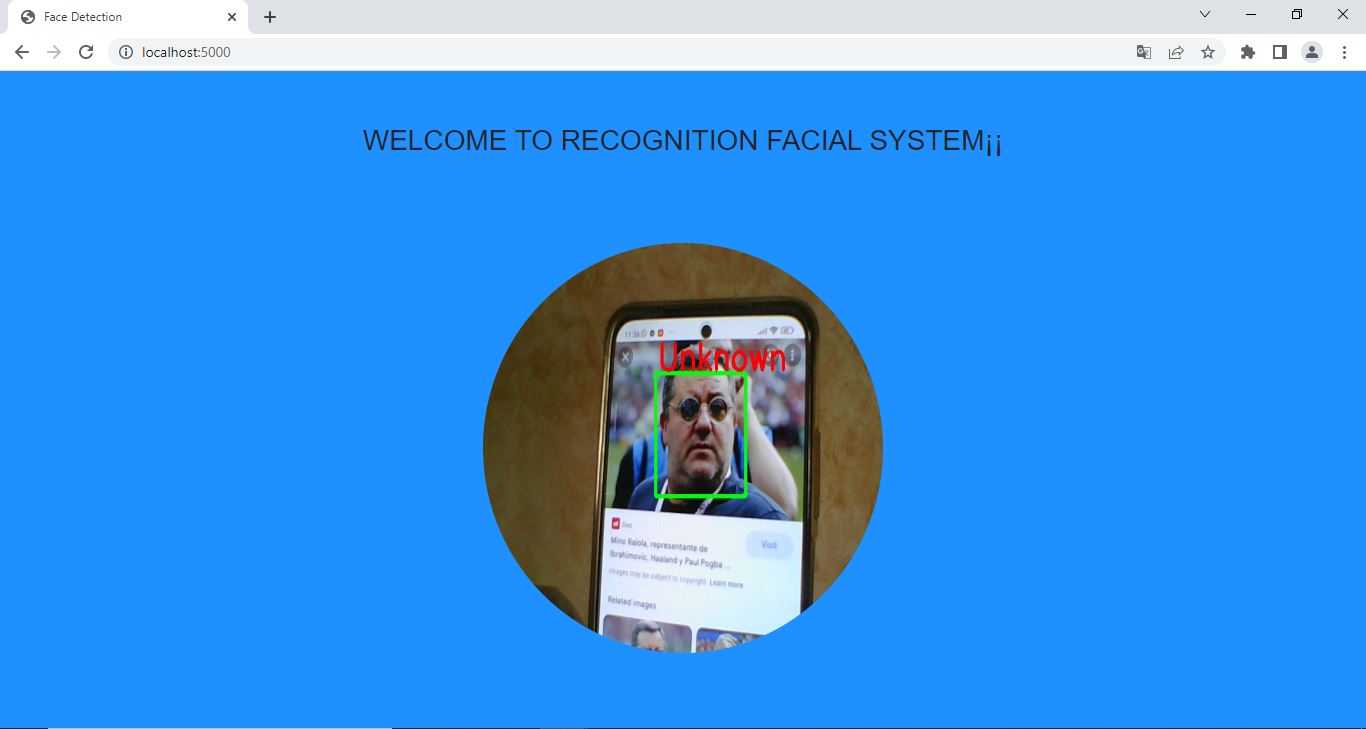 Face Detection
localhost:5000
WELCOME TO RECOGNITION FACIAL SYSTEM¡¡
11:56
Unknown
Mino Raiola, representante de
Ibrahimovic, Haaland y Paul Pogba ...
Visit
Images may be subject to copyright. Learn more
Related images